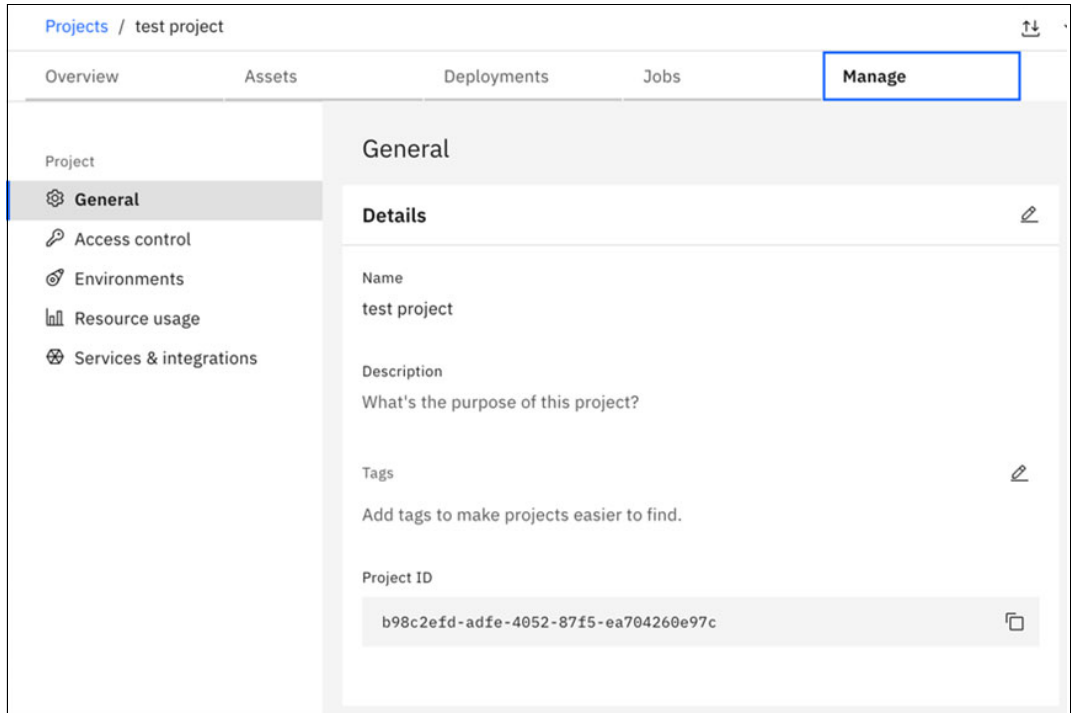 Projects / test project
Overview Assets Deployments Jobs Manage
Project
General
Access control
Environments
Resource usage
Services & integrations
General
Details
Name
test project
Description
What's the purpose of this project?
Tags
Add tags to make projects easier to find.
Project ID
b98c2efd-adfe-4052-87f5-ea704260e97c